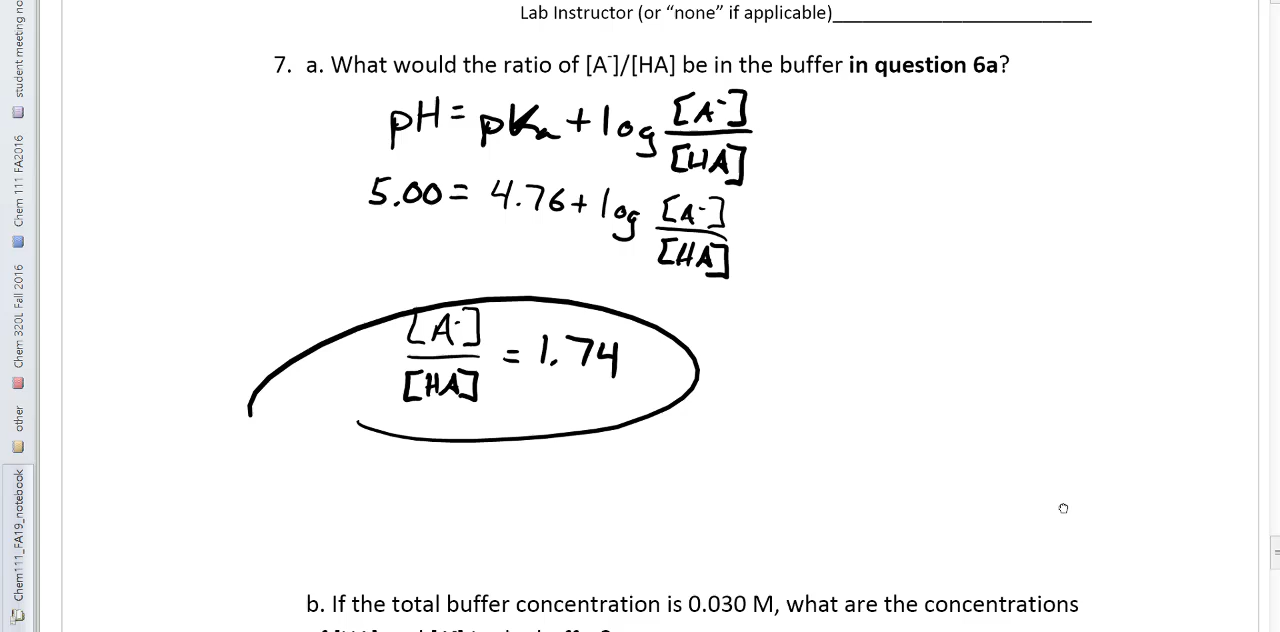 Lab Instructor (or “none” if applicable)___________________________
7. a. What would the ratio of [A⁻]/[HA] be in the buffer in question 6a?
pH = pKa + log [A⁻]/[HA]
5.00 = 4.76 + log [A⁻]/[HA]
[A⁻]/[HA] = 1.74
b. If the total buffer concentration is 0.030 M, what are the concentrations
student meeting
Chem 111 FA2016
Chem 320L Fall 2016
other
Chem111_FA19_notebook